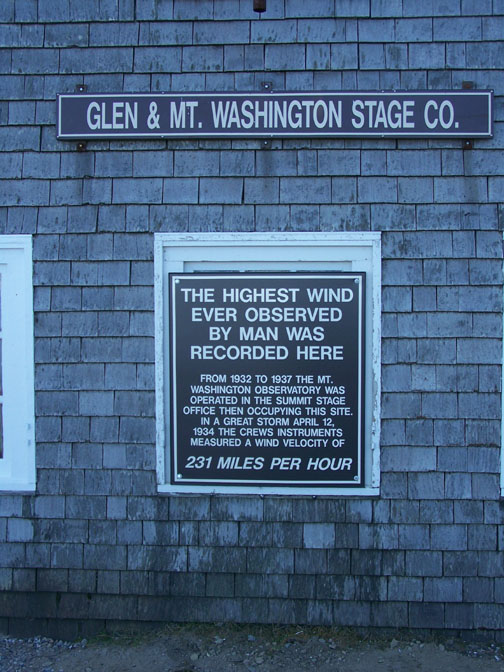 GLEN & MT. WASHINGTON STAGE CO.
THE HIGHEST WIND
EVER OBSERVED
BY MAN WAS
RECORDED HERE
FROM 1932 TO 1937 THE MT.
WASHINGTON OBSERVATORY WAS
OPERATED IN THE SUMMIT STAGE
OFFICE THEN OCCUPYING THIS SITE.
IN A GREAT STORM APRIL 12,
1934 THE CREWS INSTRUMENTS
MEASURED A WIND VELOCITY OF
231 MILES PER HOUR